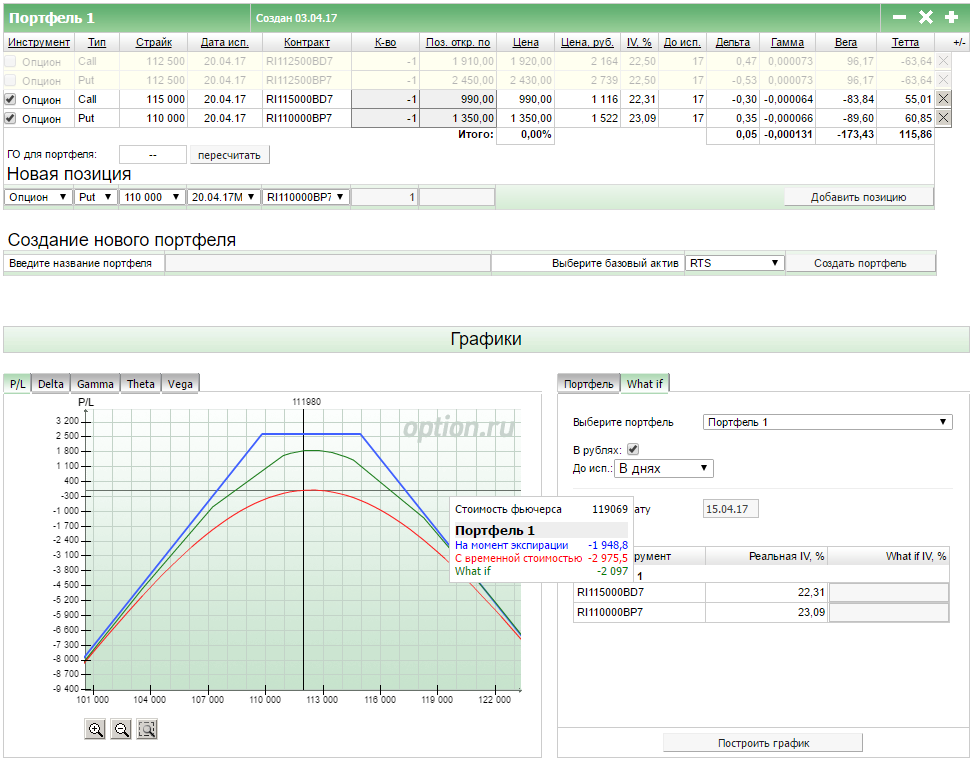 Портфель 1 Создан 03.04.17
Инструмент Тип Страйк Дата исп. Контракт К-во Поз. откр. по Цена Цена, руб. IV, % До исп. Дельта Гамма Вега Тетта +/-
Опцион Call 112 500 20.04.17 RI112500BD7 -1 1 910,00 1 920,00 2 164 22,50 17 0,47 0,000073 96,17 -63,64
Опцион Put 112 500 20.04.17 RI112500BP7 -1 2 450,00 2 430,00 2 739 22,50 17 -0,53 0,000073 96,17 -63,64
Опцион Call 115 000 20.04.17 RI115000BD7 -1 990,00 990,00 1 116 22,31 17 -0,30 -0,000064 -83,84 55,01
Опцион Put 110 000 20.04.17 RI110000BP7 -1 1 350,00 1 350,00 1 522 23,09 17 0,35 -0,000066 -89,60 60,85
Итого: 0,00% 0,05 -0,000131 -173,43 115,86
ГО для портфеля: -- пересчитать
Новая позиция
Опцион Put 110 000 20.04.17М RI110000BP7 1 Добавить позицию
Создание нового портфеля
Введите название портфеля Выберите базовый актив RTS Создать портфель
Графики
P/L Delta Gamma Theta Vega
P/L
111980
option.ru
3 200
2 500
1 800
400
-300
-1 000
-1 700
-2 400
-3 100
-3 800
-4 500
-5 200
-5 900
-6 600
-7 300
-8 000
-8 700
-9 400
101 000 104 000 107 000 110 000 113 000 116 000 119 000 122 000
Стоимость фьючерса 119069
Портфель 1
На момент экспирации -1 948,8
С временной стоимостью -2 975,5
What if -2 097
Портфель What if
Выберите портфель Портфель 1
В рублях:
До исп.: В днях
ату 15.04.17
румент Реальная IV, % What if IV, %
1
RI115000BD7 22,31
RI110000BP7 23,09
Построить график